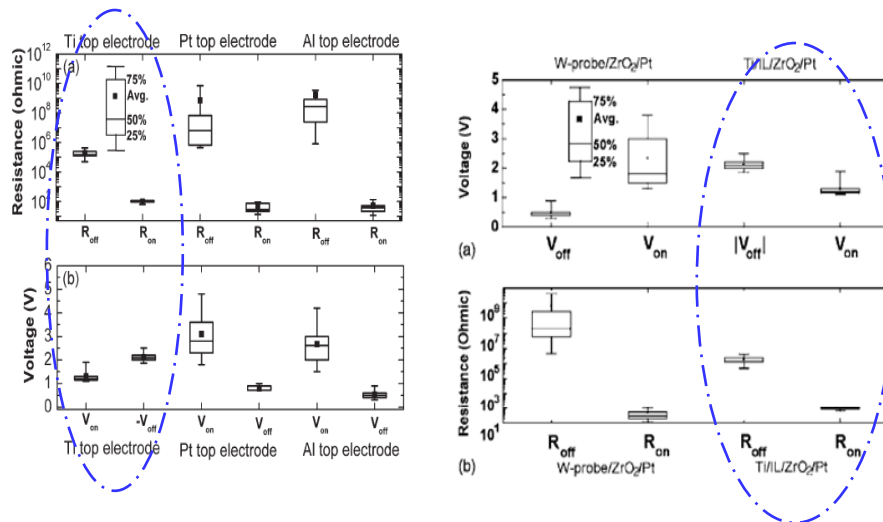 Ti top electrode Pt top electrode Al top electrode
(a)
75%
Avg.
50%
25%
Resistance (ohmic)
10^12
10^10
10^8
10^6
10^4
10^2
R_off R_on R_off R_on R_off R_on
(b)
Voltage (V)
6
5
4
3
2
1
0
V_on -V_off V_on V_off V_on V_off
Ti top electrode Pt top electrode Al top electrode
W-probe/ZrO_2/Pt Ti/IL/ZrO_2/Pt
75%
Avg.
50%
25%
Voltage (V)
5
4
3
2
1
0
(a)
V_off V_on |V_off| V_on
Resistance (Ohmic)
10^9
10^7
10^5
10^3
10^1
R_off R_on R_off R_on
(b)
W-probe/ZrO_2/Pt Ti/IL/ZrO_2/Pt